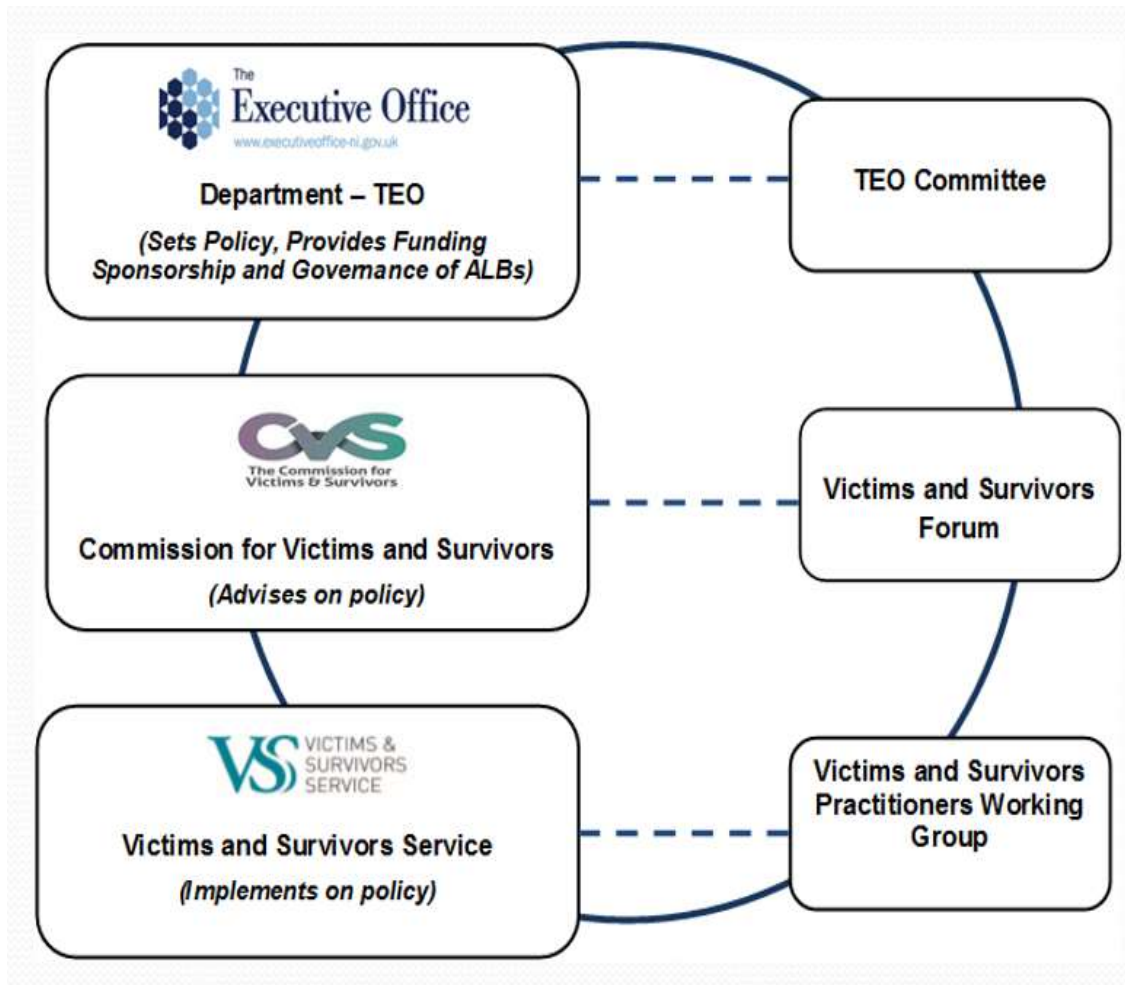 The
Executive Office
www.executiveoffice-ni.gov.uk
Department – TEO
(Sets Policy, Provides Funding
Sponsorship and Governance of ALBs)
TEO Committee
CVS
The Commission for
Victims & Survivors
Commission for Victims and Survivors
(Advises on policy)
Victims and Survivors
Forum
VSS
VICTIMS &
SURVIVORS
SERVICE
Victims and Survivors Service
(Implements on policy)
Victims and Survivors
Practitioners Working
Group